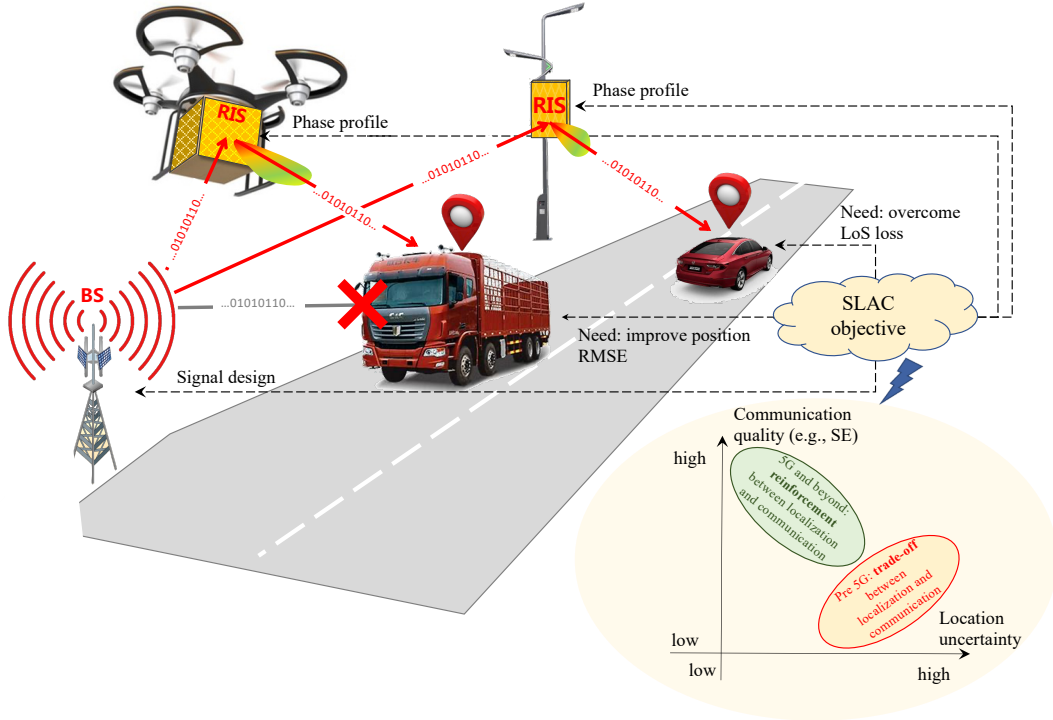 RIS
Phase profile
RIS
Phase profile
...01010110...
...01010110...
...01010110...
...01010110...
BS
...01010110...
Need: overcome
LoS loss
SLAC
objective
Need: improve position
RMSE
Signal design
Communication
quality (e.g., SE)
high
5G and beyond:
reinforcement
between localization
and communication
Pre 5G: trade-off
between
localization and
communication
Location
uncertainty
low
low
high